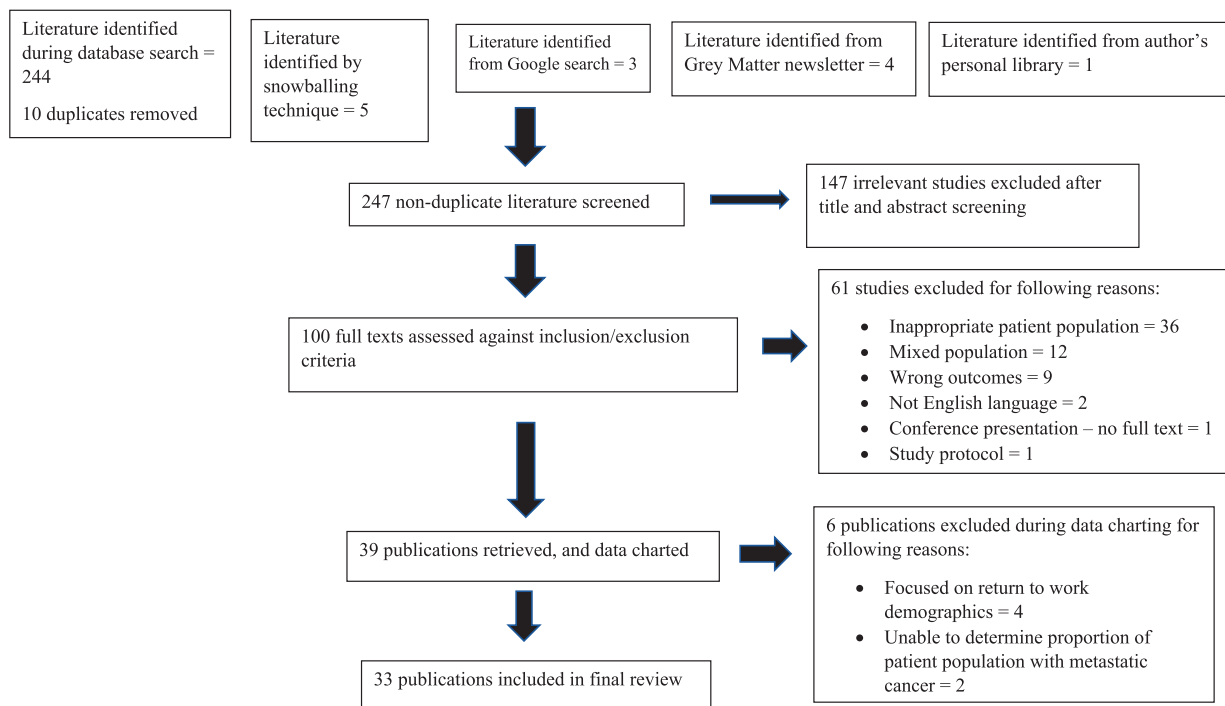 Literature identified
during database search =
244
10 duplicates removed
Literature
identified by
snowballing
technique = 5
Literature identified
from Google search = 3
Literature identified from
Grey Matter newsletter = 4
Literature identified from author’s
personal library = 1
247 non-duplicate literature screened
147 irrelevant studies excluded after
title and abstract screening
100 full texts assessed against inclusion/exclusion
criteria
61 studies excluded for following reasons:
• Inappropriate patient population = 36
• Mixed population = 12
• Wrong outcomes = 9
• Not English language = 2
• Conference presentation – no full text = 1
• Study protocol = 1
39 publications retrieved, and data charted
6 publications excluded during data charting for
following reasons:
• Focused on return to work
demographics = 4
• Unable to determine proportion of
patient population with metastatic
cancer = 2
33 publications included in final review